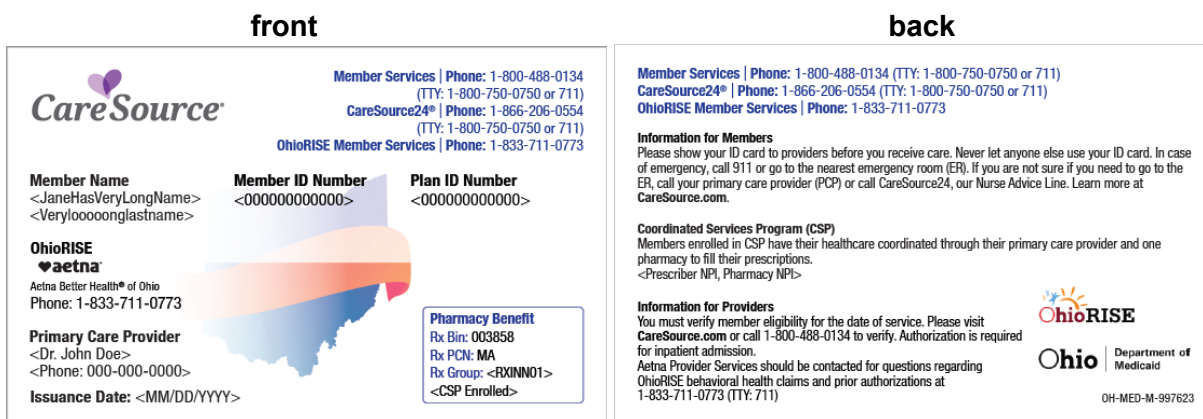 front
back
CareSource®
Member Services | Phone: 1-800-488-0134
(TTY: 1-800-750-0750 or 711)
CareSource24® | Phone: 1-866-206-0554
(TTY: 1-800-750-0750 or 711)
OhioRISE Member Services | Phone: 1-833-711-0773
Member Name
<JaneHasVeryLongName>
<Verylooooonglastname>
Member ID Number
<000000000000>
Plan ID Number
<000000000000>
OhioRISE
aetna®
Aetna Better Health® of Ohio
Phone: 1-833-711-0773
Primary Care Provider
<Dr. John Doe>
<Phone: 000-000-0000>
Issuance Date: <MM/DD/YYYY>
Pharmacy Benefit
Rx Bin: 003858
Rx PCN: MA
Rx Group: <RXINN01>
<CSP Enrolled>
Member Services | Phone: 1-800-488-0134 (TTY: 1-800-750-0750 or 711)
CareSource24® | Phone: 1-866-206-0554 (TTY: 1-800-750-0750 or 711)
OhioRISE Member Services | Phone: 1-833-711-0773
Information for Members
Please show your ID card to providers before you receive care. Never let anyone else use your ID card. In case
of emergency, call 911 or go to the nearest emergency room (ER). If you are not sure if you need to go to the
ER, call your primary care provider (PCP) or call CareSource24, our Nurse Advice Line. Learn more at
CareSource.com.
Coordinated Services Program (CSP)
Members enrolled in CSP have their healthcare coordinated through their primary care provider and one
pharmacy to fill their prescriptions.
<Prescriber NPI, Pharmacy NPI>
Information for Providers
You must verify member eligibility for the date of service. Please visit
CareSource.com or call 1-800-488-0134 to verify. Authorization is required
for inpatient admission.
Aetna Provider Services should be contacted for questions regarding
OhioRISE behavioral health claims and prior authorizations at
1-833-711-0773 (TTY: 711)
OhioRISE
Ohio | Department of
Medicaid
OH-MED-M-997623